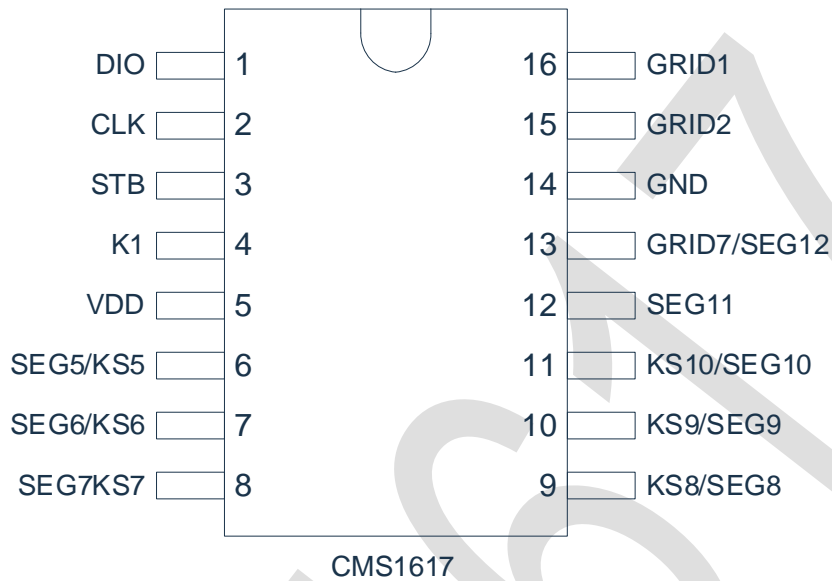 DIO 1 16 GRID1
CLK 2 15 GRID2
STB 3 14 GND
K1 4 13 GRID7/SEG12
VDD 5 12 SEG11
SEG5/KS5 6 11 KS10/SEG10
SEG6/KS6 7 10 KS9/SEG9
SEG7KS7 8 9 KS8/SEG8
CMS1617